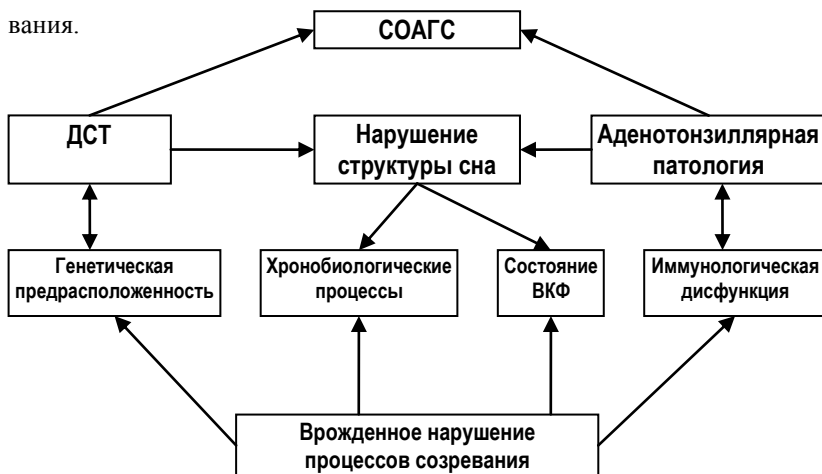 вания.
СОАГС
ДСТ
Нарушение
структуры сна
Аденотонзиллярная
патология
Генетическая
предрасположенность
Хронобиологические
процессы
Состояние
ВКФ
Иммунологическая
дисфункция
Врожденное нарушение
процессов созревания